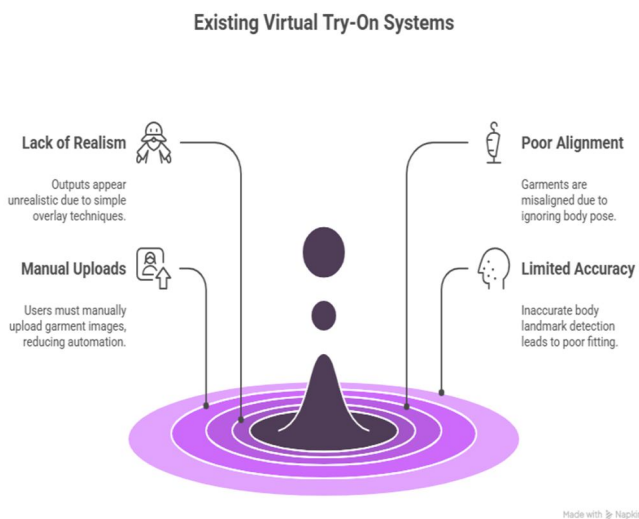 Existing Virtual Try-On Systems
Lack of Realism
Outputs appear
unrealistic due to simple
overlay techniques.
Manual Uploads
Users must manually
upload garment images,
reducing automation.
Poor Alignment
Garments are
misaligned due to
ignoring body pose.
Limited Accuracy
Inaccurate body
landmark detection
leads to poor fitting.
Made with